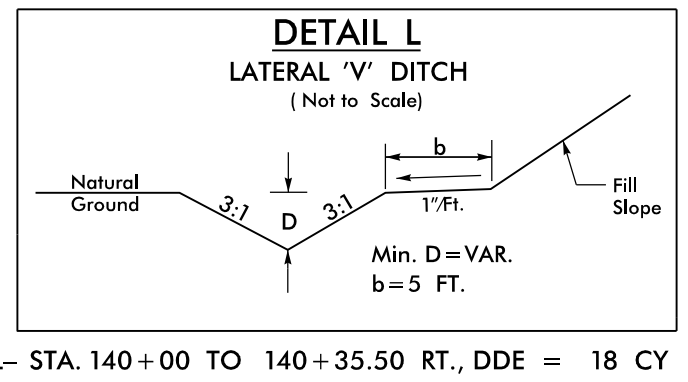 DETAIL L
LATERAL 'V' DITCH
( Not to Scale)
b
Natural
Ground
3:1
D
3:1
1"/Ft.
Fill
Slope
Min. D=VAR.
b=5 FT.
– STA. 140+00 TO 140+35.50 RT., DDE = 18 CY